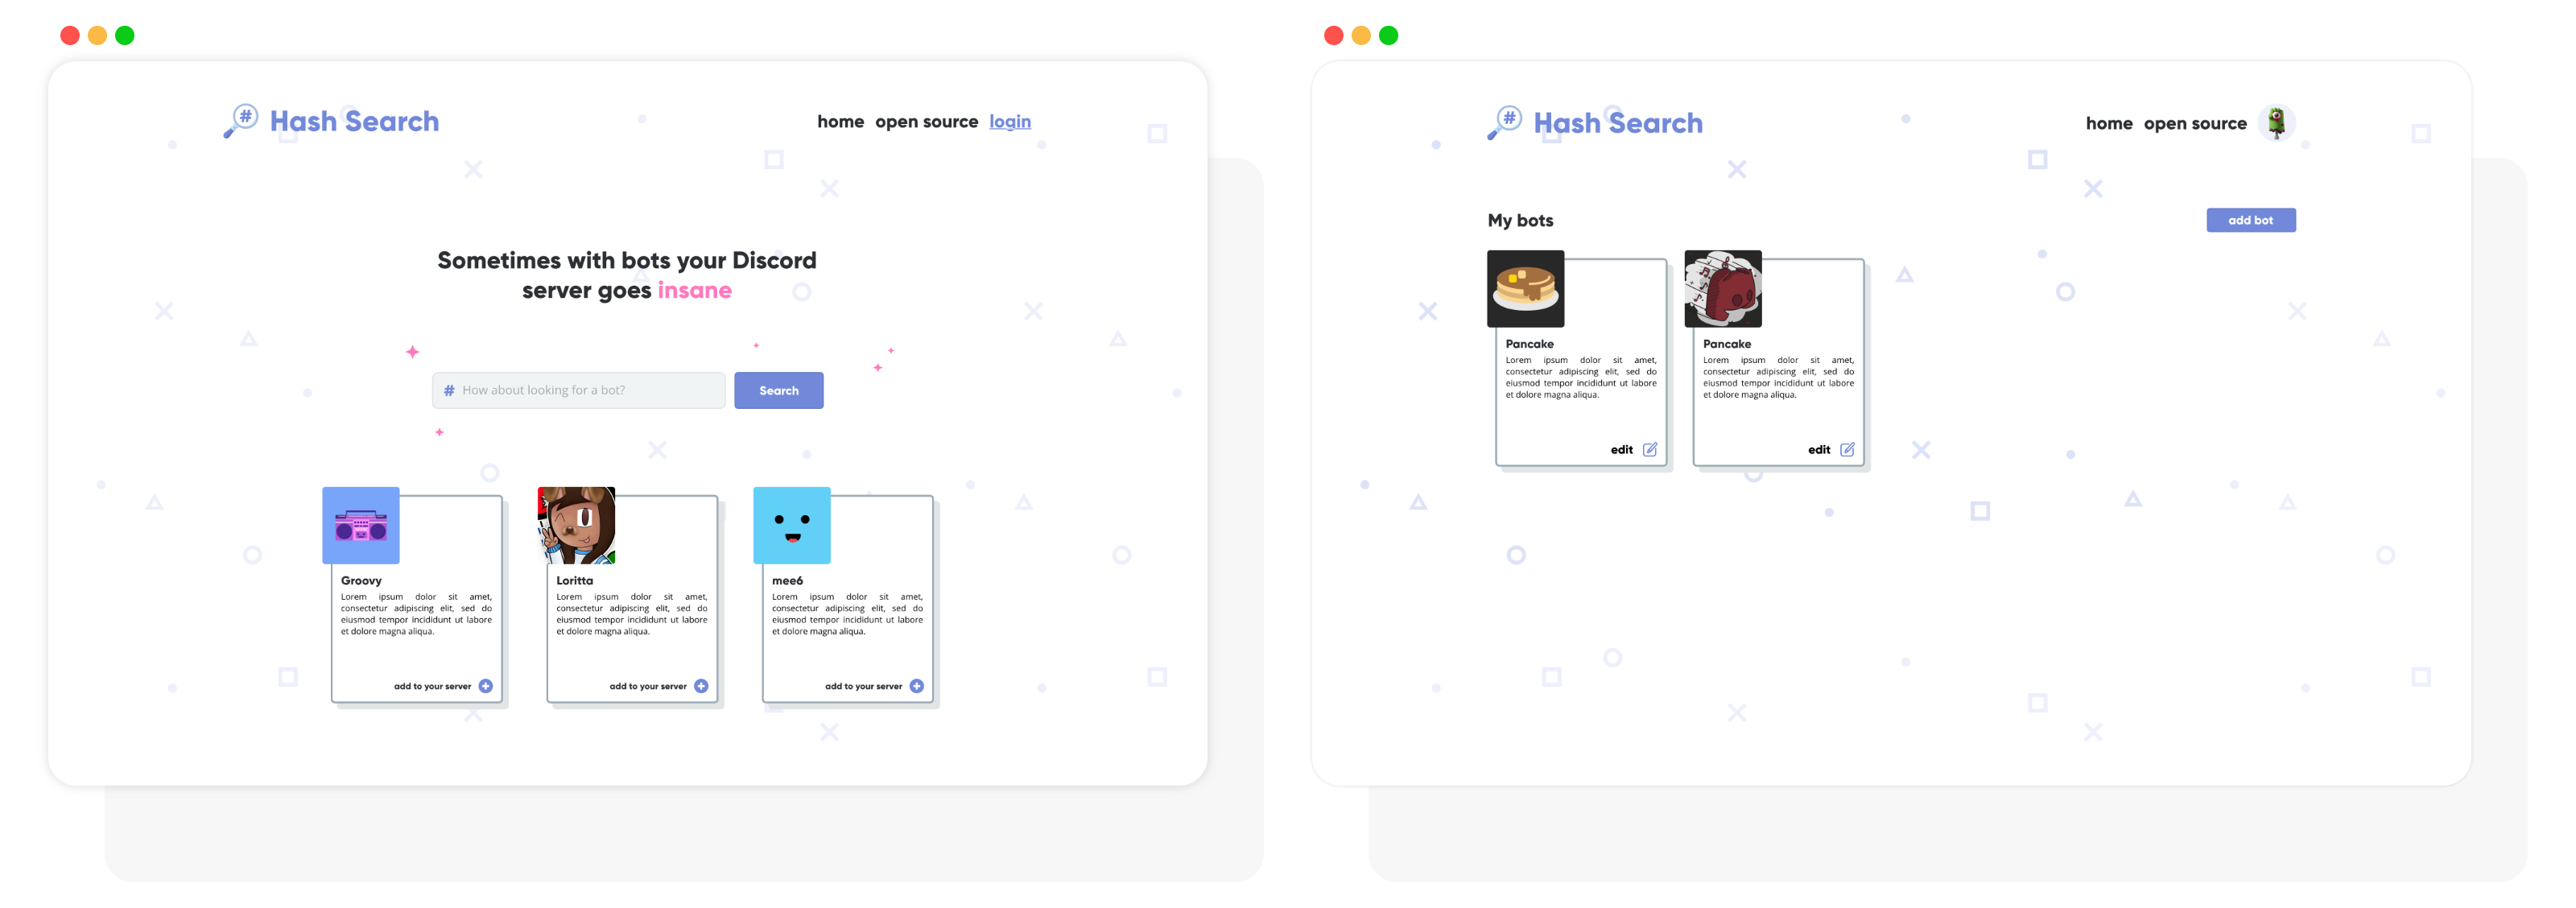 # Hash Search
home open source login
Sometimes with bots your Discord
server goes insane
# How about looking for a bot?
Search
Groovy
Lorem ipsum dolor sit amet,
consectetur adipiscing elit, sed do
eiusmod tempor incididunt ut labore
et dolore magna aliqua.
add to your server
Loritta
Lorem ipsum dolor sit amet,
consectetur adipiscing elit, sed do
eiusmod tempor incididunt ut labore
et dolore magna aliqua.
add to your server
mee6
Lorem ipsum dolor sit amet,
consectetur adipiscing elit, sed do
eiusmod tempor incididunt ut labore
et dolore magna aliqua.
add to your server
# Hash Search
home open source
My bots
add bot
Pancake
Lorem ipsum dolor sit amet,
consectetur adipiscing elit, sed do
eiusmod tempor incididunt ut labore
et dolore magna aliqua.
edit
Pancake
Lorem ipsum dolor sit amet,
consectetur adipiscing elit, sed do
eiusmod tempor incididunt ut labore
et dolore magna aliqua.
edit